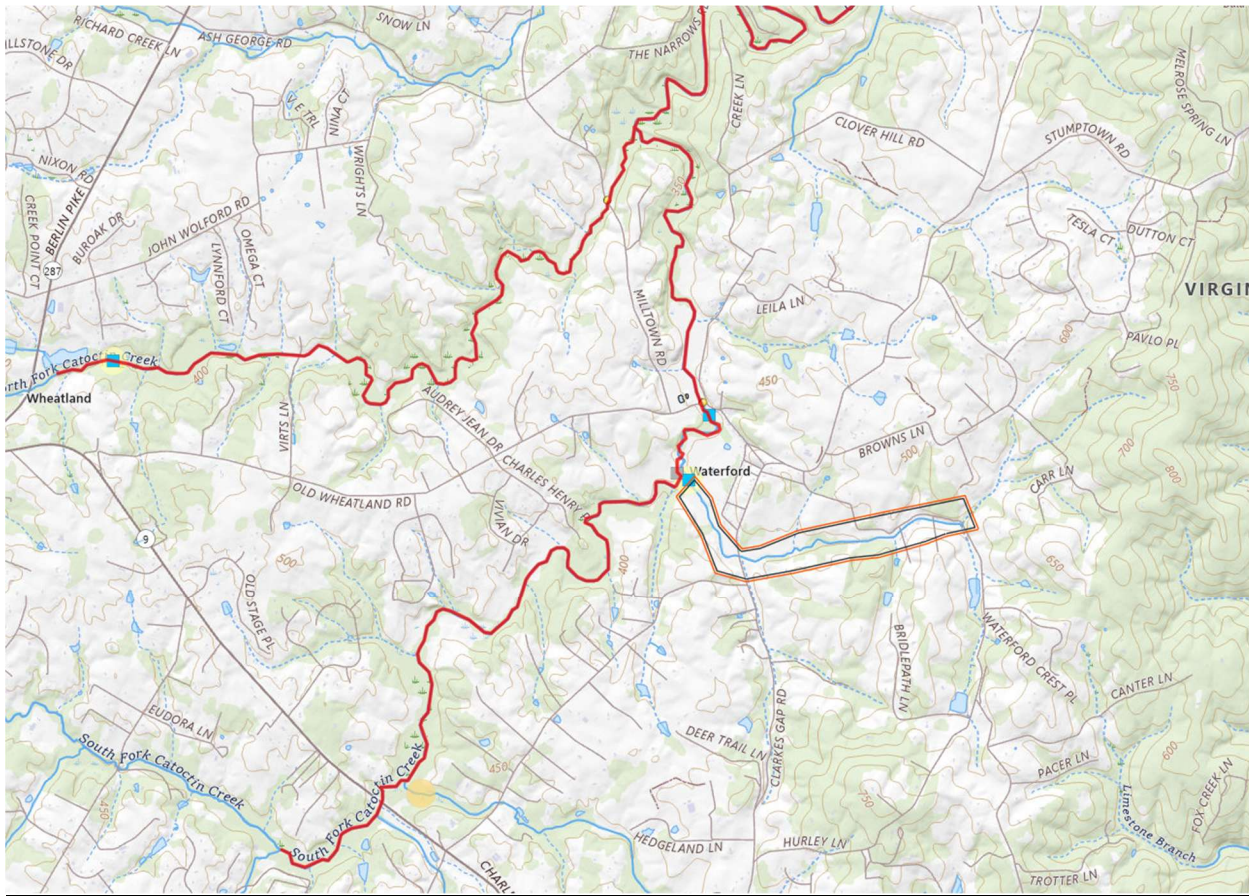 SNOW LN
RICHARD CREEK LN
ASH GEORGE RD
THE NARROWS
MELROSE SPRING LN
V E TRL
NINA CT
CREEK LN
CLOVER HILL RD
STUMPTOWN RD
NIXON RD
WRIGHTS LN
350
CREEK POINT CT
BERLIN PIKE
BUROAK DR
JOHN WOLFORD RD
LYNNFORD CT
OMEGA CT
TESLA CT
DUTTON CT
287
VIRGIN
MILLTOWN RD
LEILA LN
600
PAVLO PL
orth Fork Catoctin Creek
400
450
750
Wheatland
AUDREY JEAN DR
VIRTS LN
BROWNS LN
500
700
CHARLES HENRY
Waterford
800
CARR LN
OLD WHEATLAND RD
VIVIAN DR
9
500
400
650
OLD STAGE PL
BRIDLEPATH LN
WATERFORD CREST PL
CANTER LN
EUDORA LN
CLARKES GAP RD
DEER TRAIL LN
South Fork Catoctin Creek
450
600
PACER LN
450
750
Limestone Branch
FOX CREEK LN
South Fork Catoctin Creek
HEDGELAND LN
HURLEY LN
CHARL
TROTTER LN